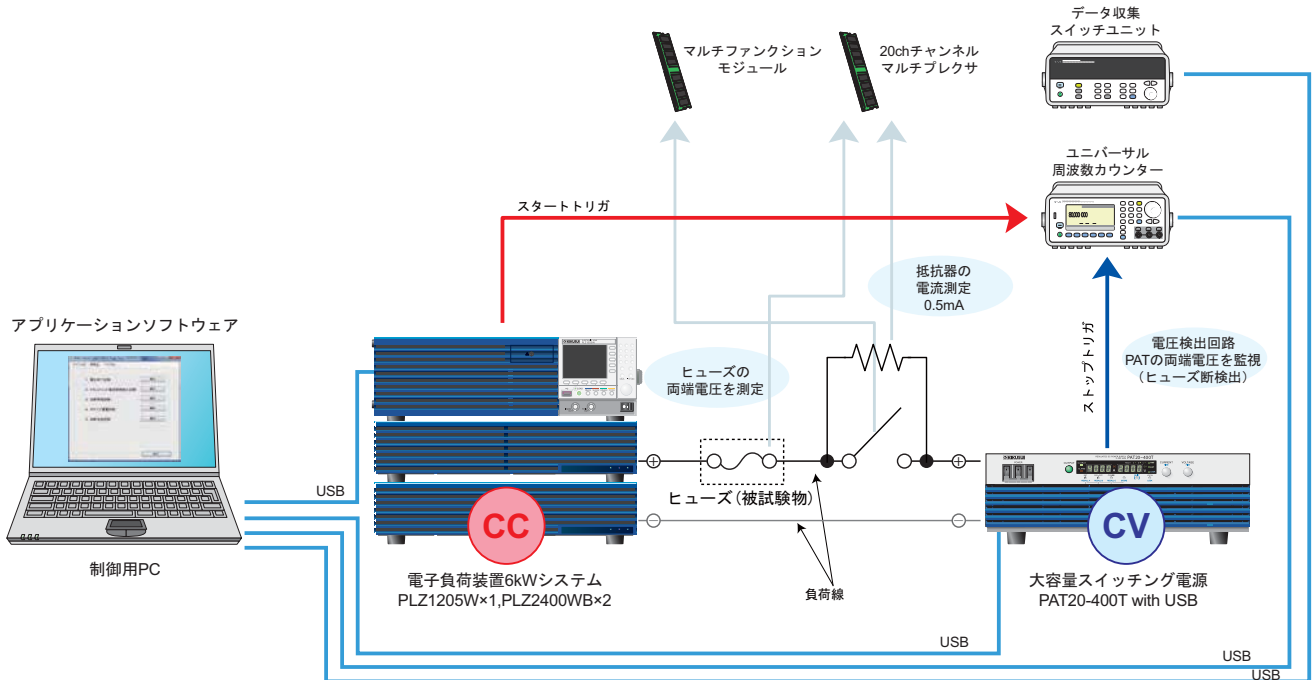 データ収集
スイッチユニット
マルチファンクション
モジュール
20chチャンネル
マルチプレクサ
ユニバーサル
周波数カウンター
スタートトリガ
抵抗器の
電流測定
0.5mA
アプリケーションソフトウェア
ヒューズの
両端電圧を測定
ストップトリガ
電圧検出回路
PATの両端電圧を監視
（ヒューズ断検出）
KIKUSUI
PAT20-400T
USB
ヒューズ（被試験物）
CC
CV
制御用PC
電子負荷装置6kWシステム
PLZ1205W×1,PLZ2400WB×2
負荷線
大容量スイッチング電源
PAT20-400T with USB
USB
USB
USB